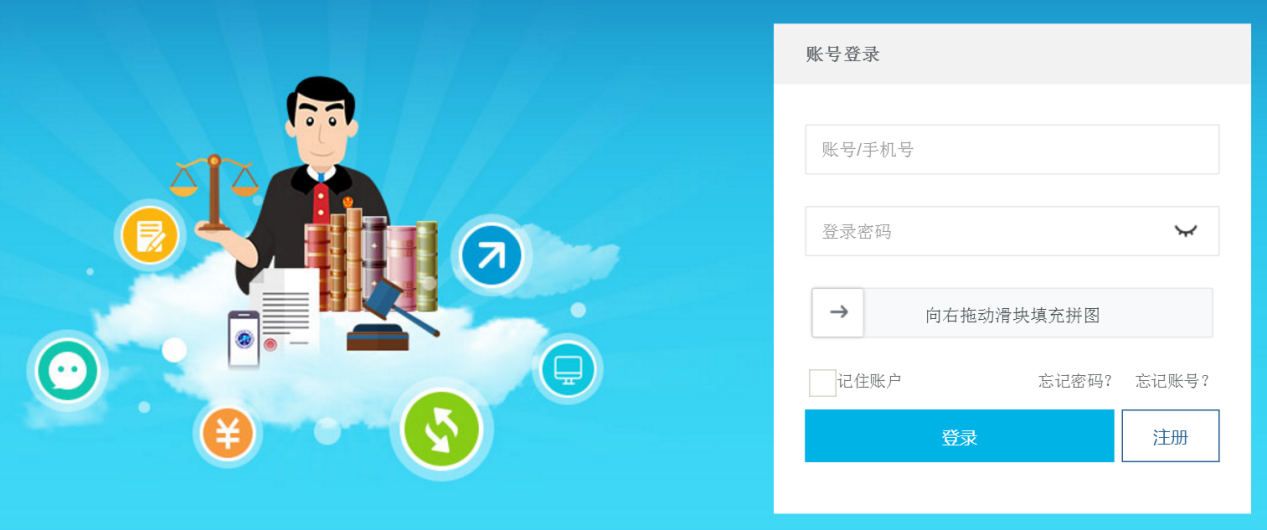 账号登录
账号/手机号
登录密码
向右拖动滑块填充拼图
记住账户 忘记密码? 忘记账号?
登录 注册